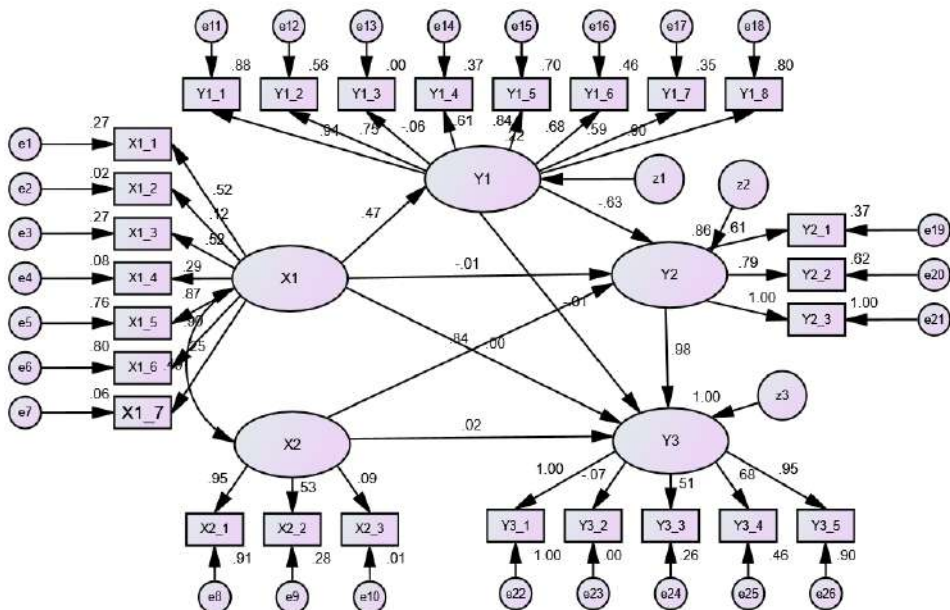 e11 e12 e13 e14 e15 e16 e17 e18
.88 .56 .00 .37 .70 .46 .35 .80
Y1_1 Y1_2 Y1_3 Y1_4 Y1_5 Y1_6 Y1_7 Y1_8
.94 .75 -.06 .61 .84 .68 .59 .90
.22
Y1
z1
z2
e1 .27 X1_1
e2 .02 X1_2
e3 .27 X1_3
e4 .08 X1_4
e5 .76 X1_5
e6 .80 X1_6
e7 .06 X1_7
.52
.12
.52
.29
.87
.90
.25
X1
.47
-.63
-.01
.86
Y2
.61 Y2_1 .37 e19
.79 Y2_2 .62 e20
1.00 Y2_3 1.00 e21
-.01
.84 .00
.98
1.00
z3
X2
.02
Y3
.95 .53 .09
X2_1 X2_2 X2_3
.91 .28 .01
e8 e9 e10
1.00 -.07 .51 .68 .95
Y3_1 Y3_2 Y3_3 Y3_4 Y3_5
1.00 .00 .26 .46 .90
e22 e23 e24 e25 e26